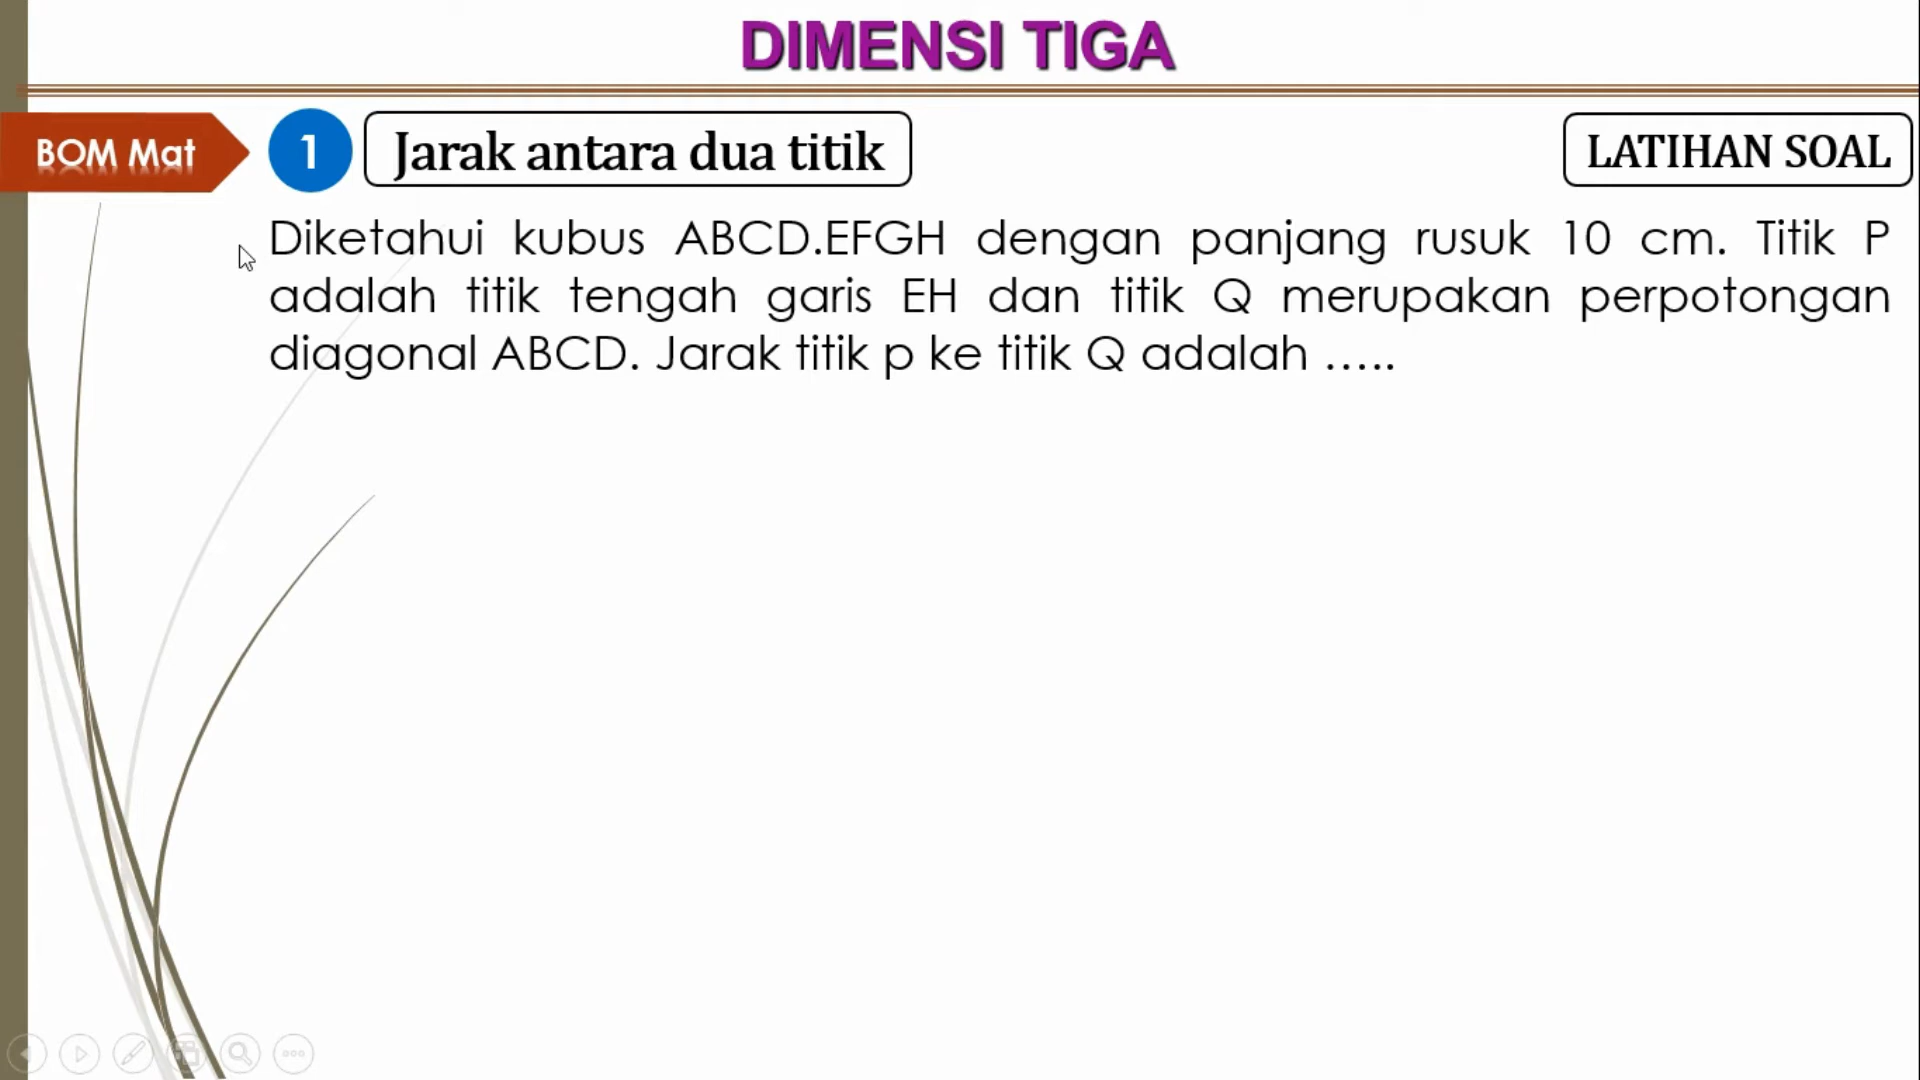 DIMENSI TIGA
BOM Mat
1
Jarak antara dua titik
LATIHAN SOAL
Diketahui kubus ABCD.EFGH dengan panjang rusuk 10 cm. Titik P
adalah titik tengah garis EH dan titik Q merupakan perpotongan
diagonal ABCD. Jarak titik p ke titik Q adalah .....